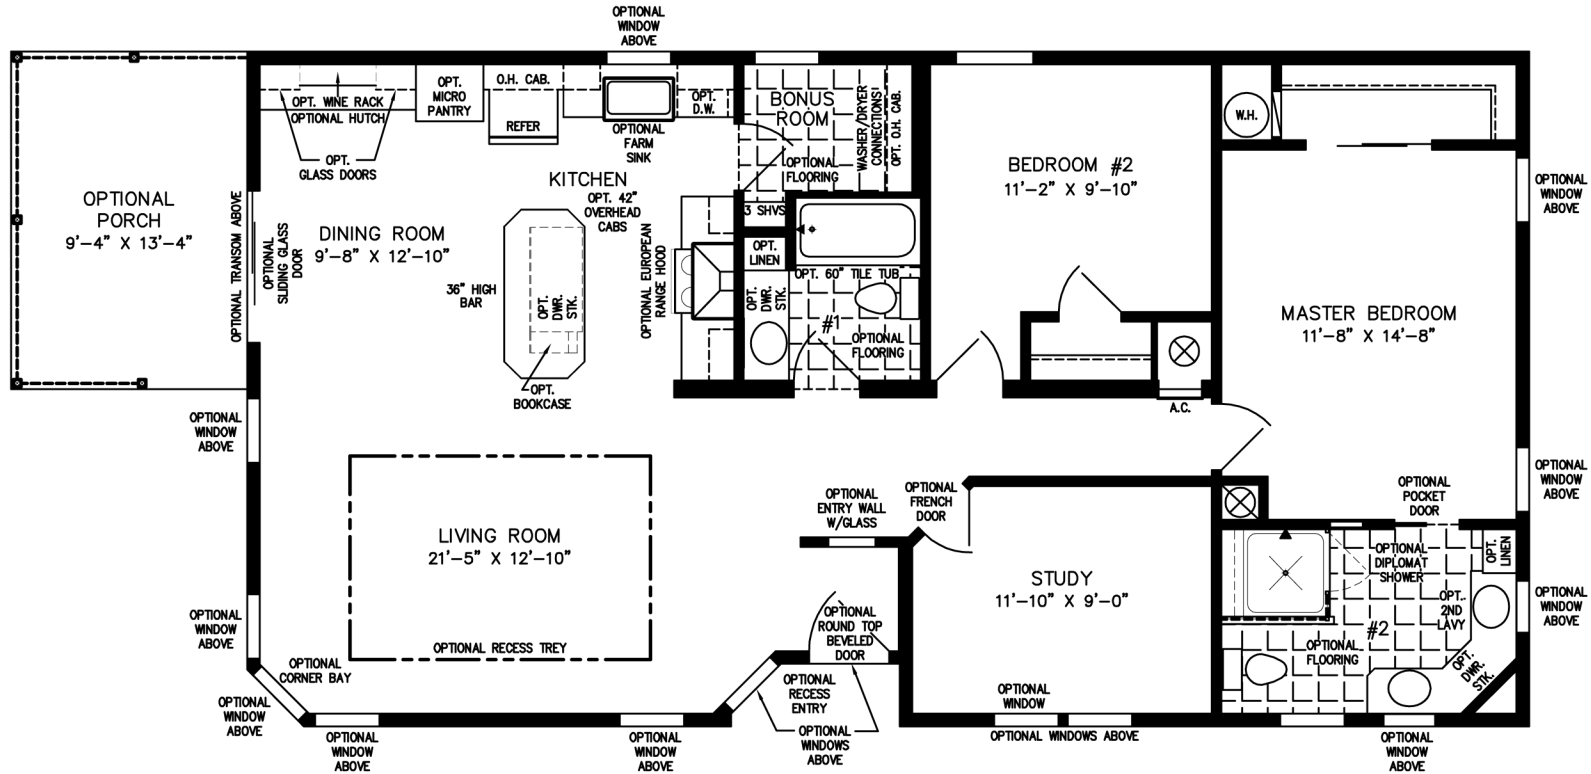 OPTIONAL
WINDOW
ABOVE
OPT. WINE RACK
OPTIONAL HUTCH
OPT.
GLASS DOORS
OPT.
MICRO
PANTRY
O.H. CAB.
REFER
OPTIONAL
FARM
SINK
OPT.
D.W.
BONUS
ROOM
OPTIONAL
FLOORING
WASHER/DRYER
CONNECTIONS
OPT. O.H. CAB.
3 SHVS
BEDROOM #2
11'-2" X 9'-10"
W.H.
OPTIONAL
WINDOW
ABOVE
OPTIONAL
PORCH
9'-4" X 13'-4"
OPTIONAL TRANSOM ABOVE
OPTIONAL
SLIDING GLASS
DOOR
DINING ROOM
9'-8" X 12'-10"
KITCHEN
OPT. 42"
OVERHEAD
CABS
36" HIGH
BAR
OPT.
DWR.
STK.
OPT.
BOOKCASE
OPTIONAL EUROPEAN
RANGE HOOD
OPT.
LINEN
OPT. 60" TILE TUB
OPT.
DWR.
STK.
#1
OPTIONAL
FLOORING
A.C.
MASTER BEDROOM
11'-8" X 14'-8"
OPTIONAL
WINDOW
ABOVE
OPTIONAL
WINDOW
ABOVE
LIVING ROOM
21'-5" X 12'-10"
OPTIONAL RECESS TREY
OPTIONAL
ENTRY WALL
W/GLASS
OPTIONAL
FRENCH
DOOR
STUDY
11'-10" X 9'-0"
OPTIONAL
POCKET
DOOR
OPTIONAL
DIPLOMAT
SHOWER
OPT.
LINEN
OPT.
2ND
LAVY
#2
OPTIONAL
FLOORING
OPT.
DWR.
STK.
OPTIONAL
WINDOW
ABOVE
OPTIONAL
WINDOW
ABOVE
OPTIONAL
CORNER BAY
OPTIONAL
ROUND TOP
BEVELED
DOOR
OPTIONAL
RECESS
ENTRY
OPTIONAL
WINDOWS
ABOVE
OPTIONAL
WINDOW
OPTIONAL WINDOWS ABOVE
OPTIONAL
WINDOW
ABOVE
OPTIONAL
WINDOW
ABOVE
OPTIONAL
WINDOW
ABOVE
OPTIONAL
WINDOW
ABOVE